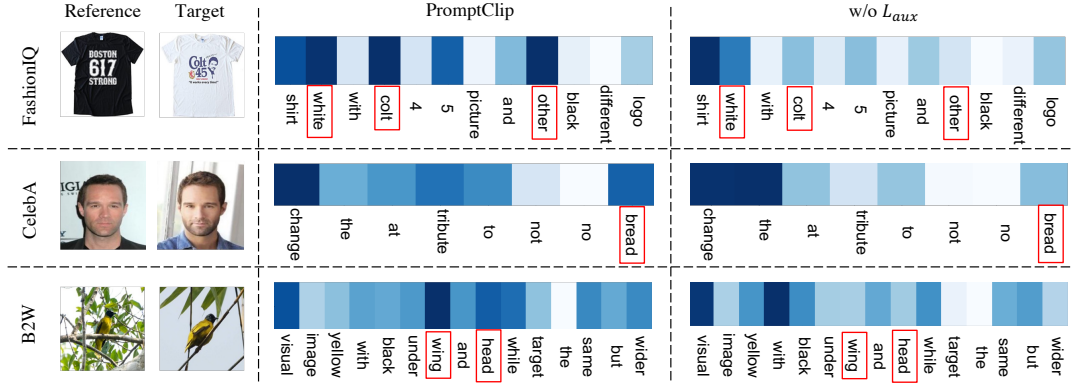 Reference Target PromptClip w/o L_aux
FashionIQ
BOSTON
617
STRONG
Colt
45
shirt white with colt 4 5 picture and other black different logo
shirt white with colt 4 5 picture and other black different logo
CelebA
change the at tribute to not no bread
change the at tribute to not no bread
B2W
visual image yellow with black under wing and head while target the same but wider
visual image yellow with black under wing and head while target the same but wider